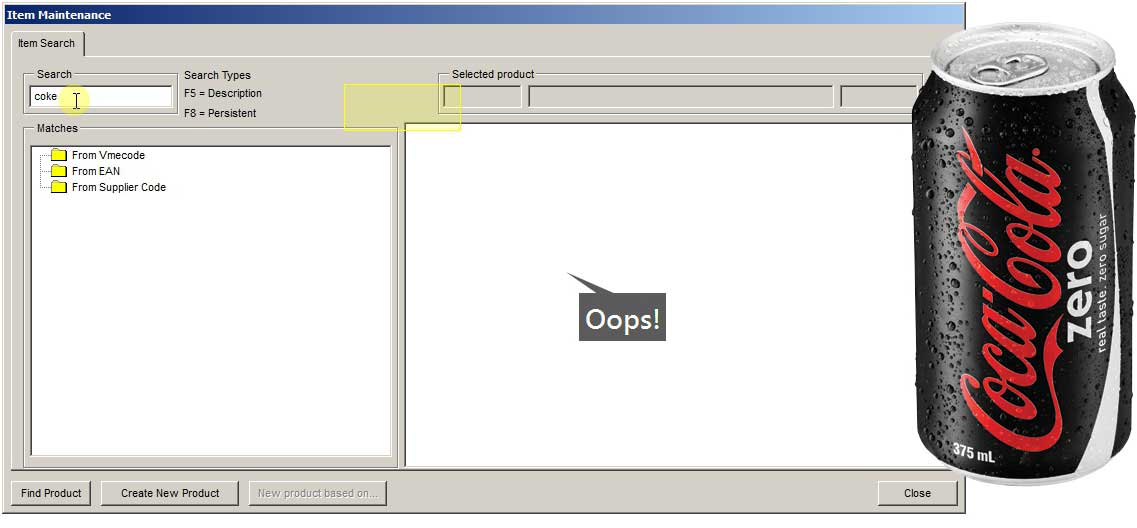 Item Maintenance
Item Search
Search
coke
Search Types
F5 = Description
F8 = Persistent
Selected product
Matches
From Vmecode
From EAN
From Supplier Code
Oops!
Find Product
Create New Product
New product based on...
Close
Coca-Cola
zero
real taste, zero sugar
375 mL